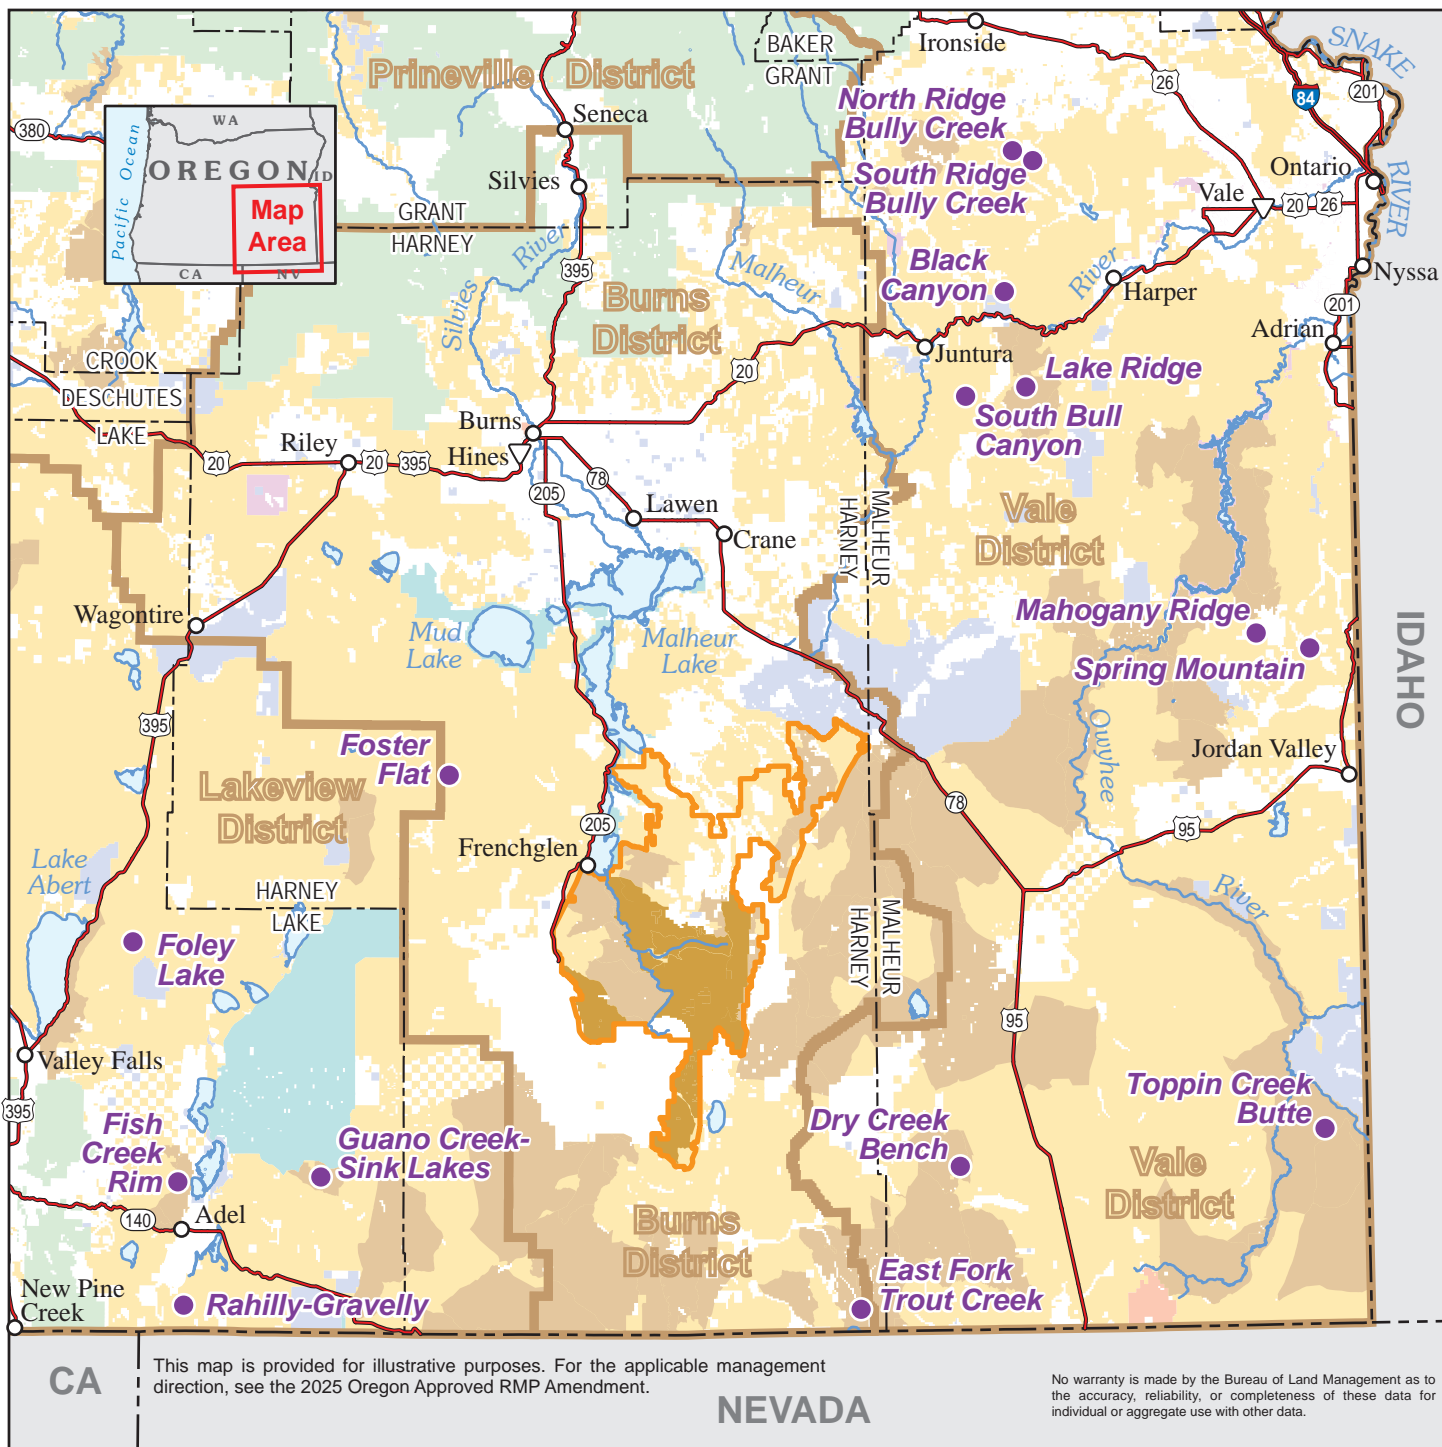 BAKER
GRANT
Ironside
SNAKE
RIVER
26
84
201
Prineville District
North Ridge
Bully Creek
South Ridge
Bully Creek
380
Seneca
Silvies
Ontario
Vale
20
26
WA
OREGON
ID
Pacific Ocean
Map
Area
CA
NV
GRANT
HARNEY
Silvies
River
395
Malheur
Black
Canyon
River
Harper
Nyssa
201
Adrian
Burns
District
CROOK
DESCHUTES
LAKE
20
Juntura
Lake Ridge
South Bull
Canyon
Burns
Hines
Riley
20
20
395
78
205
Lawen
Crane
HARNEY
MALHEUR
Vale
District
IDAHO
Wagontire
Mud
Lake
Malheur
Lake
Mahogany Ridge
Spring Mountain
395
Foster
Flat
Owyhee
Jordan Valley
Lakeview
District
78
95
205
Frenchglen
Lake
Abert
River
HARNEY
LAKE
HARNEY
MALHEUR
Foley
Lake
95
Valley Falls
395
Toppin Creek
Butte
Fish
Creek
Rim
Guano Creek-
Sink Lakes
Dry Creek
Bench
Vale
District
140
Adel
Burns
District
East Fork
Trout Creek
New Pine
Creek
Rahilly-Gravelly
CA
This map is provided for illustrative purposes. For the applicable management
direction, see the 2025 Oregon Approved RMP Amendment.
NEVADA
No warranty is made by the Bureau of Land Management as to
the accuracy, reliability, or completeness of these data for
individual or aggregate use with other data.